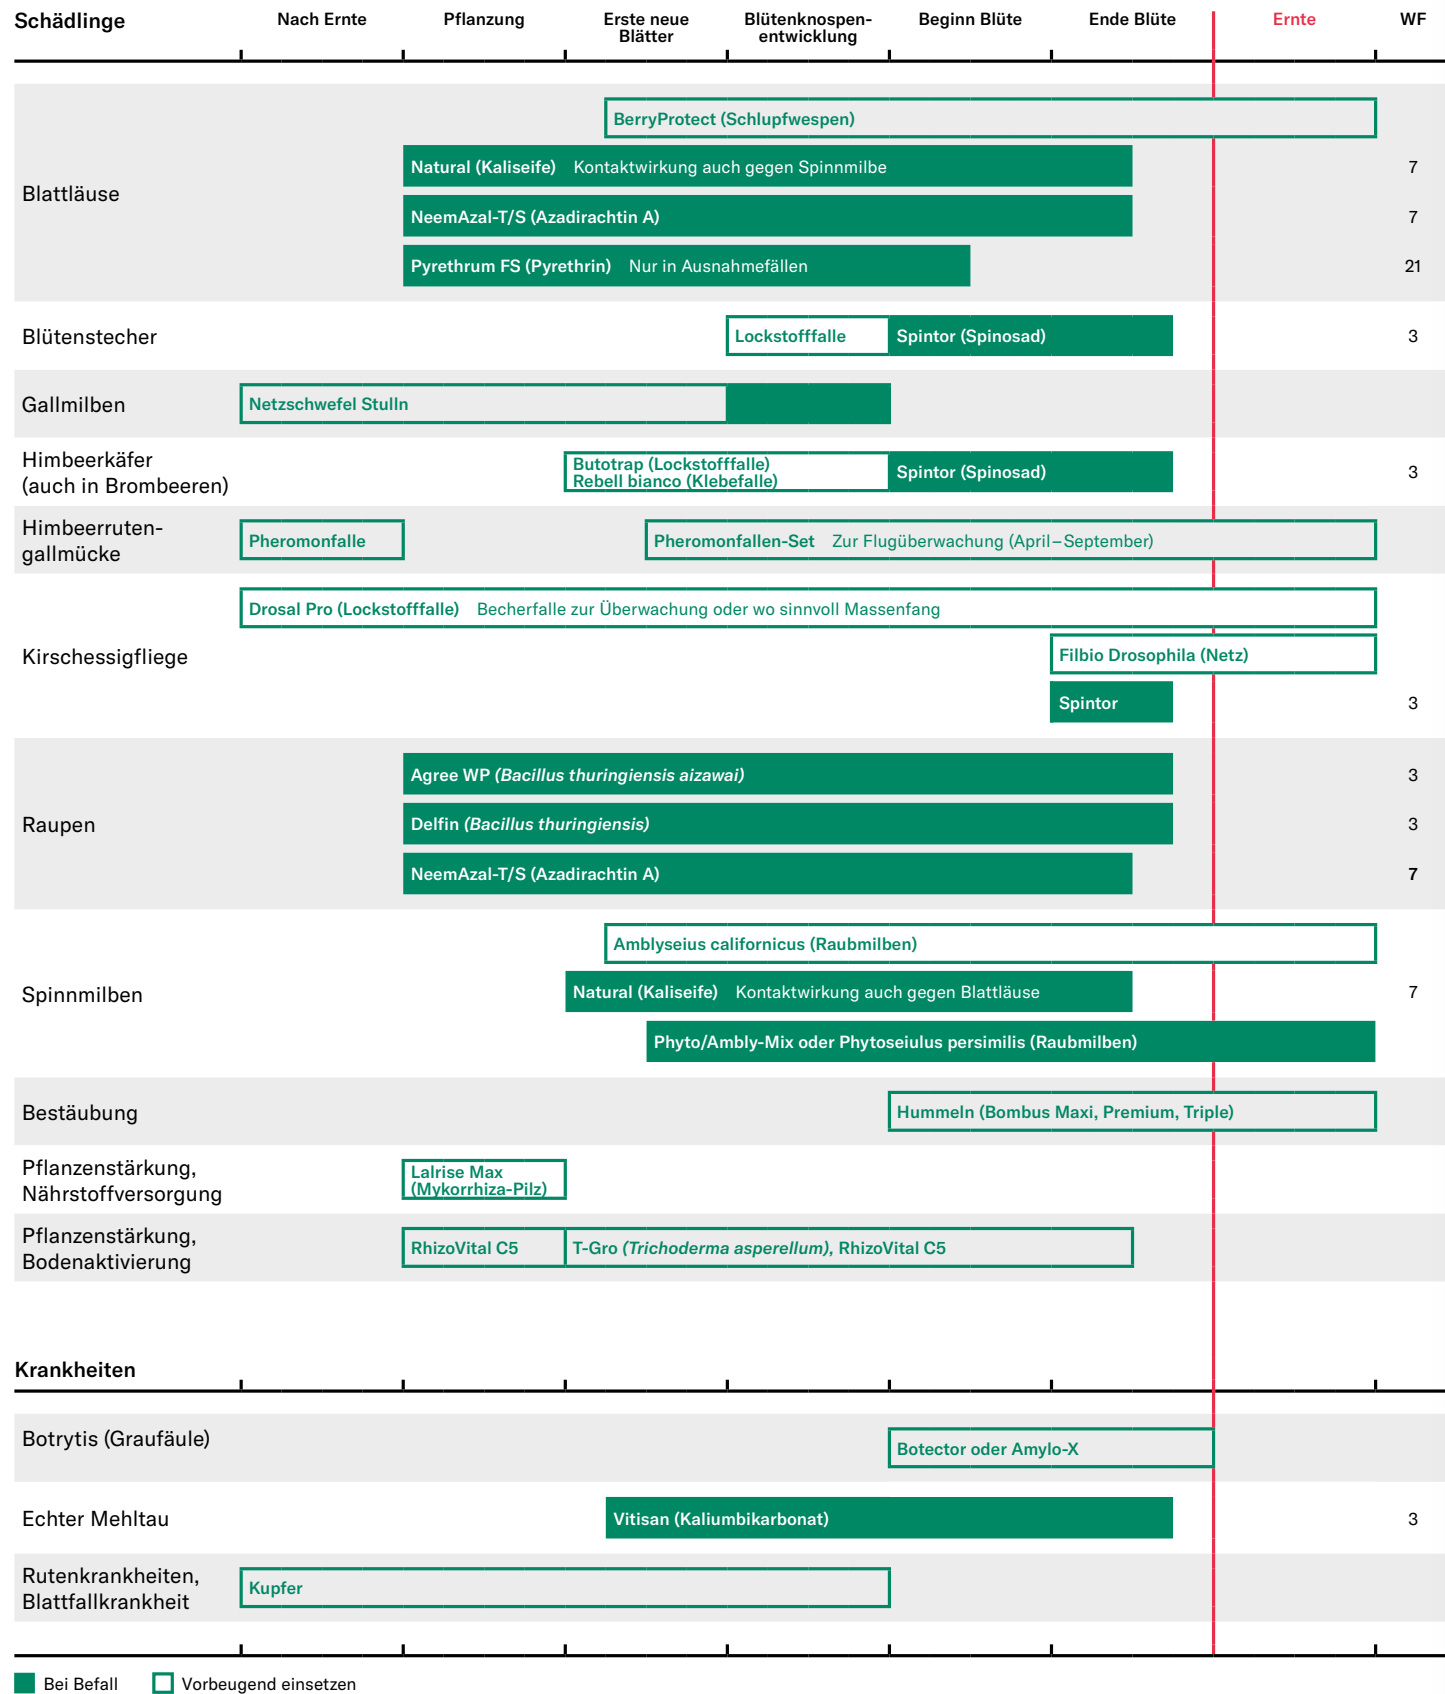 Schädlinge
Nach Ernte
Pflanzung
Erste neue
Blätter
Blütenknospen-
entwicklung
Beginn Blüte
Ende Blüte
Ernte
WF
Blattläuse
BerryProtect (Schlupfwespen)
Natural (Kaliseife) Kontaktwirkung auch gegen Spinnmilbe
7
NeemAzal-T/S (Azadirachtin A)
7
Pyrethrum FS (Pyrethrin) Nur in Ausnahmefällen
21
Blütenstecher
Lockstofffalle
Spintor (Spinosad)
3
Gallmilben
Netzschwefel Stulln
Himbeerkäfer
(auch in Brombeeren)
Butotrap (Lockstofffalle)
Rebell bianco (Klebefalle)
Spintor (Spinosad)
3
Himbeerruten-
gallmücke
Pheromonfalle
Pheromonfallen-Set Zur Flugüberwachung (April–September)
Kirschessigfliege
Drosal Pro (Lockstofffalle) Becherfalle zur Überwachung oder wo sinnvoll Massenfang
Filbio Drosophila (Netz)
Spintor
3
Raupen
Agree WP (Bacillus thuringiensis aizawai)
3
Delfin (Bacillus thuringiensis)
3
NeemAzal-T/S (Azadirachtin A)
7
Spinnmilben
Amblyseius californicus (Raubmilben)
Natural (Kaliseife) Kontaktwirkung auch gegen Blattläuse
7
Phyto/Ambly-Mix oder Phytoseiulus persimilis (Raubmilben)
Bestäubung
Hummeln (Bombus Maxi, Premium, Triple)
Pflanzenstärkung,
Nährstoffversorgung
Lalrise Max
(Mykorrhiza-Pilz)
Pflanzenstärkung,
Bodenaktivierung
RhizoVital C5
T-Gro (Trichoderma asperellum), RhizoVital C5
Krankheiten
Botrytis (Graufäule)
Botector oder Amylo-X
Echter Mehltau
Vitisan (Kaliumbikarbonat)
3
Rutenkrankheiten,
Blattfallkrankheit
Kupfer
Bei Befall
Vorbeugend einsetzen